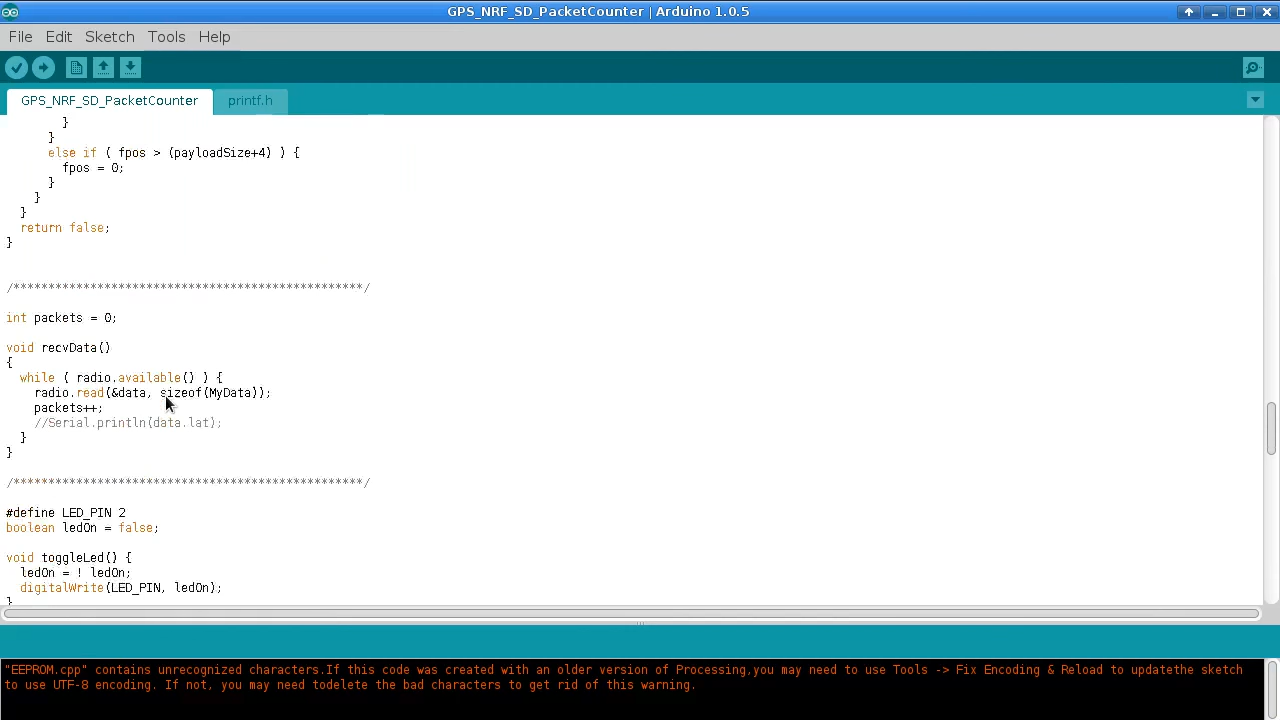 GPS_NRF_SD_PacketCounter | Arduino 1.0.5
File Edit Sketch Tools Help
GPS_NRF_SD_PacketCounter printf.h
}
}
else if ( fpos > (payloadSize+4) ) {
fpos = 0;
}
}
}
return false;
}
/**************************************************/
int packets = 0;
void recvData()
{
while ( radio.available() ) {
radio.read(&data, sizeof(MyData));
packets++;
//Serial.println(data.lat);
}
}
/**************************************************/
#define LED_PIN 2
boolean ledOn = false;
void toggleLed() {
ledOn = ! ledOn;
digitalWrite(LED_PIN, ledOn);
}
"EEPROM.cpp" contains unrecognized characters.If this code was created with an older version of Processing,you may need to use Tools -> Fix Encoding & Reload to updatethe sketch
to use UTF-8 encoding. If not, you may need todelete the bad characters to get rid of this warning.